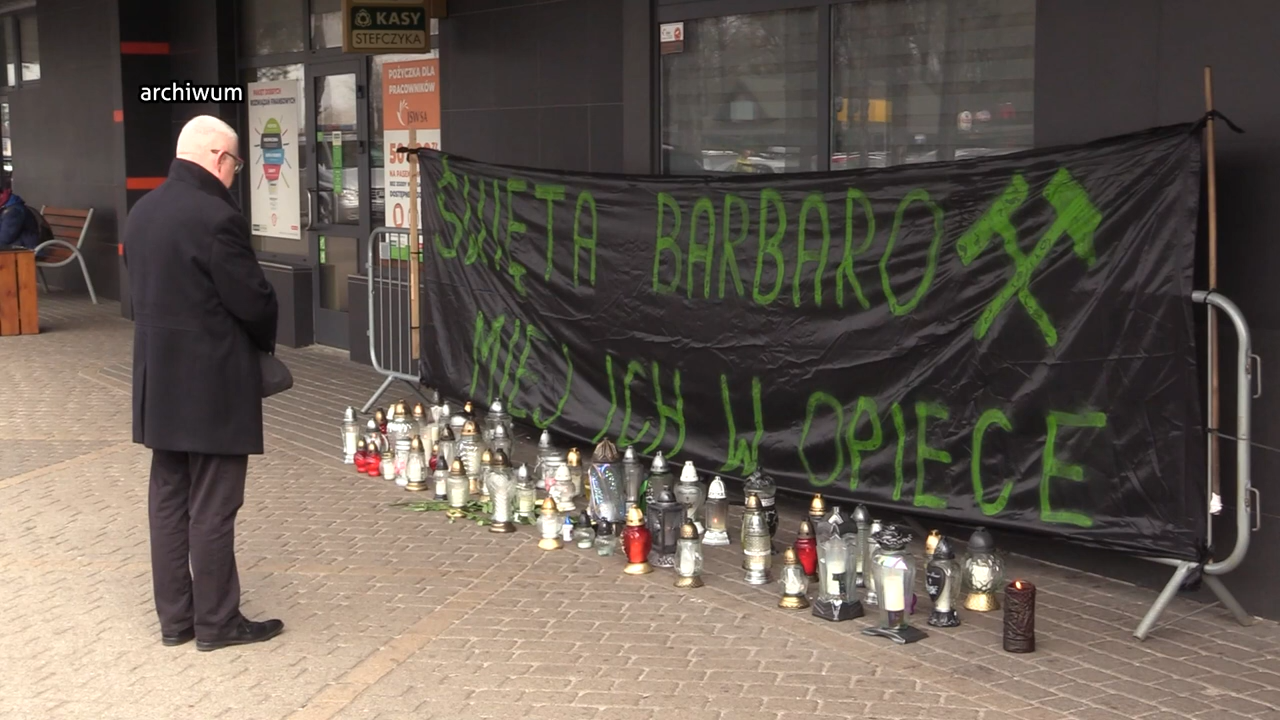 KASY
STEFCZYKA
archiwum
POŻYCZKA DLA
PRACOWNIKÓW
JSW SA
ŚWIĘTA BARBARO
MIEJ ICH W OPIECE